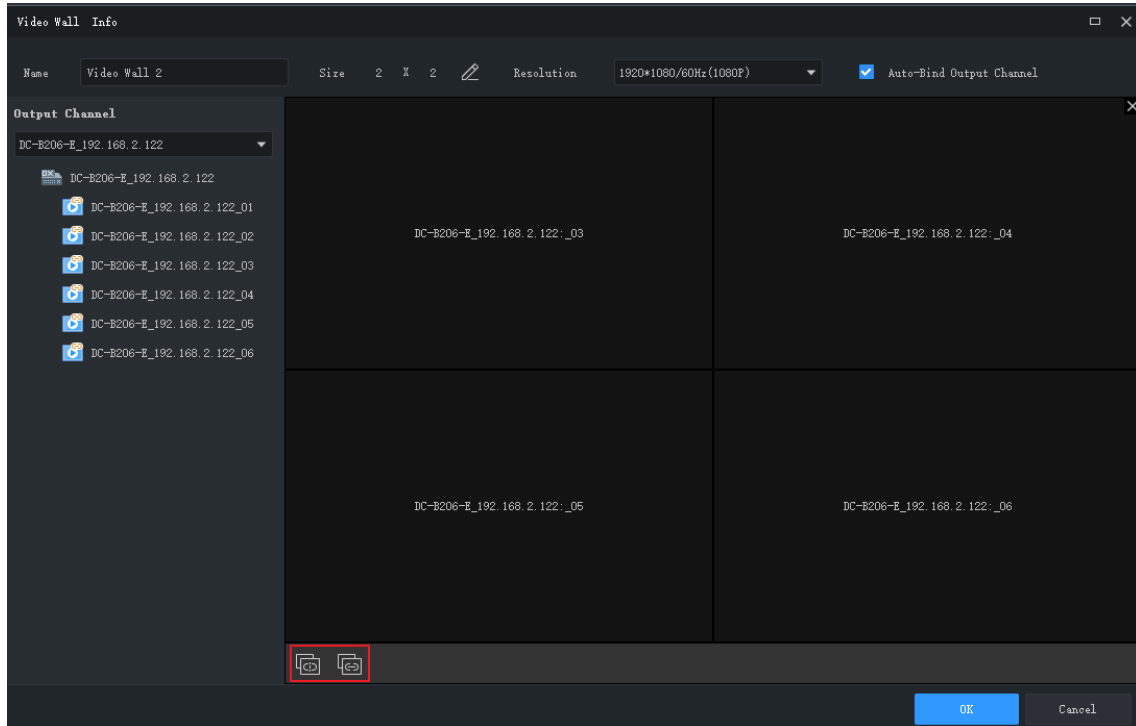 Video Wall Info
Name Video Wall 2 Size 2 X 2 Resolution 1920*1080/60Hz(1080P) Auto-Bind Output Channel
Output Channel
DC-B206-E_192.168.2.122
DC-B206-E_192.168.2.122
DC-B206-E_192.168.2.122_01
DC-B206-E_192.168.2.122_02
DC-B206-E_192.168.2.122_03
DC-B206-E_192.168.2.122_04
DC-B206-E_192.168.2.122_05
DC-B206-E_192.168.2.122_06
DC-B206-E_192.168.2.122:_03 DC-B206-E_192.168.2.122:_04
DC-B206-E_192.168.2.122:_05 DC-B206-E_192.168.2.122:_06
OK Cancel